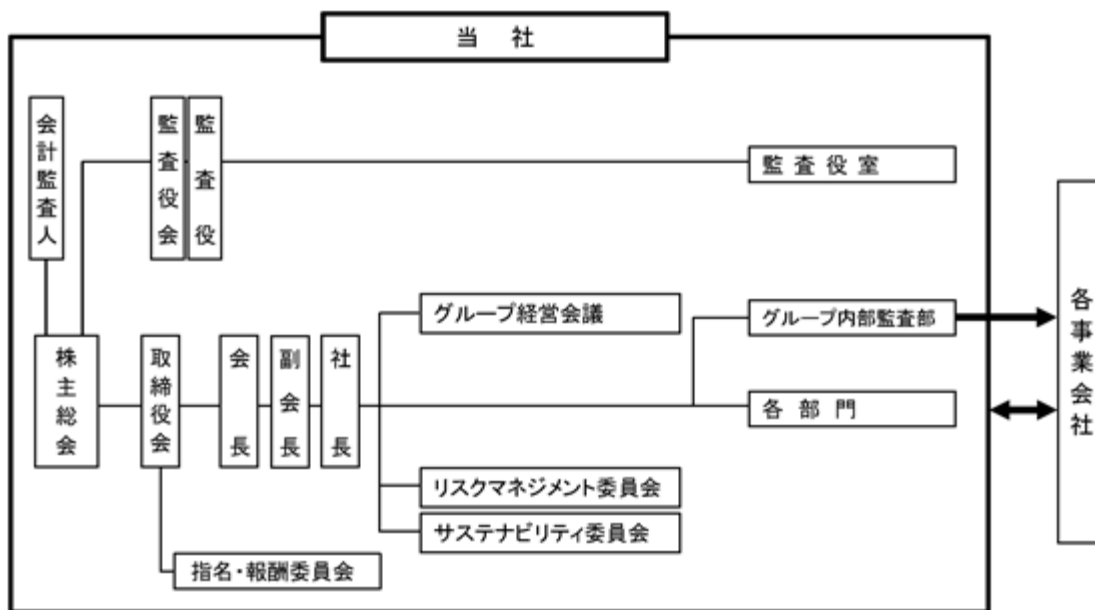 当 社
会計監査人
監査役会
監査役
監 査 役 室
グループ経営会議
グループ内部監査部
各事業会社
株主総会
取締役会
会長
副会長
社長
各 部 門
リスクマネジメント委員会
サステナビリティ委員会
指名・報酬委員会